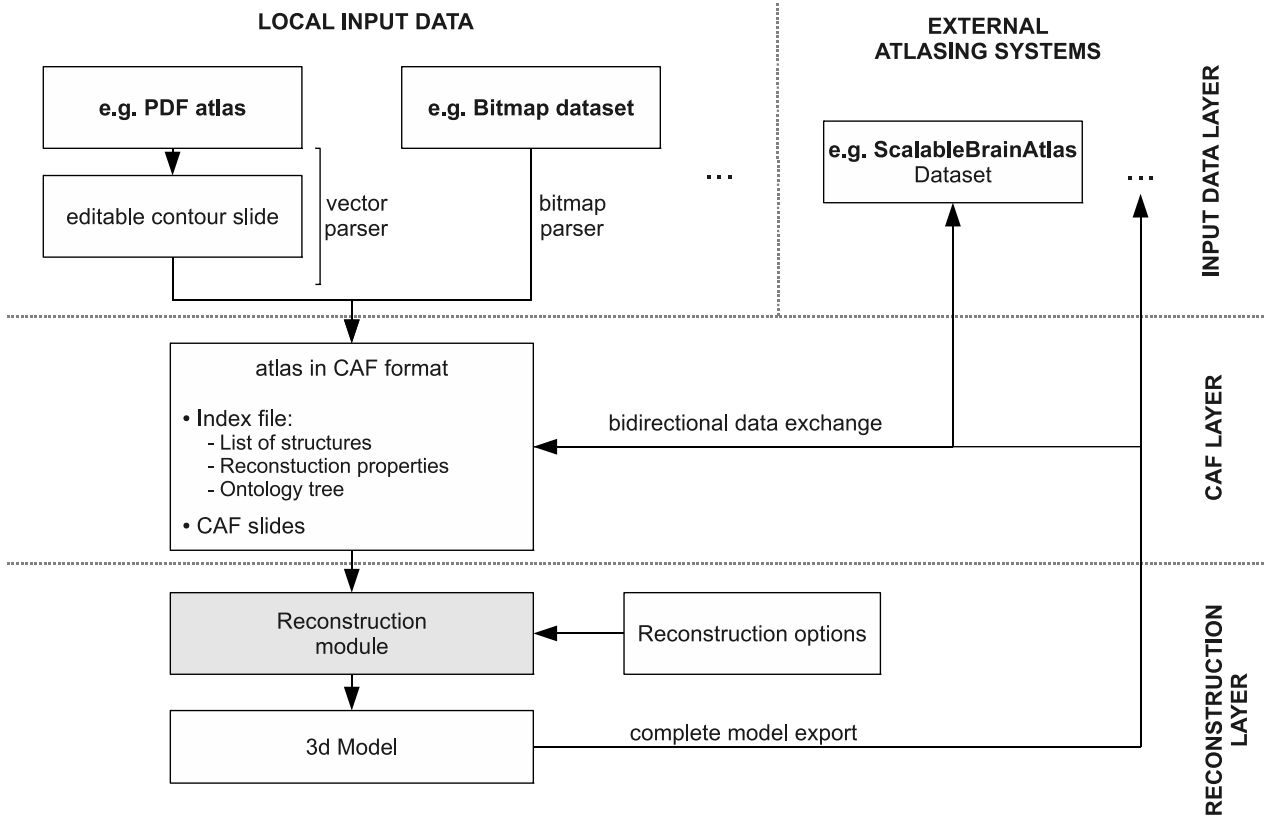 LOCAL INPUT DATA
EXTERNAL
ATLASING SYSTEMS
e.g. PDF atlas
e.g. Bitmap dataset
e.g. ScalableBrainAtlas
Dataset
...
...
editable contour slide
vector
parser
bitmap
parser
INPUT DATA LAYER
atlas in CAF format
• Index file:
- List of structures
- Reconstuction properties
- Ontology tree
• CAF slides
bidirectional data exchange
CAF LAYER
Reconstruction
module
Reconstruction options
3d Model
complete model export
RECONSTRUCTION
LAYER